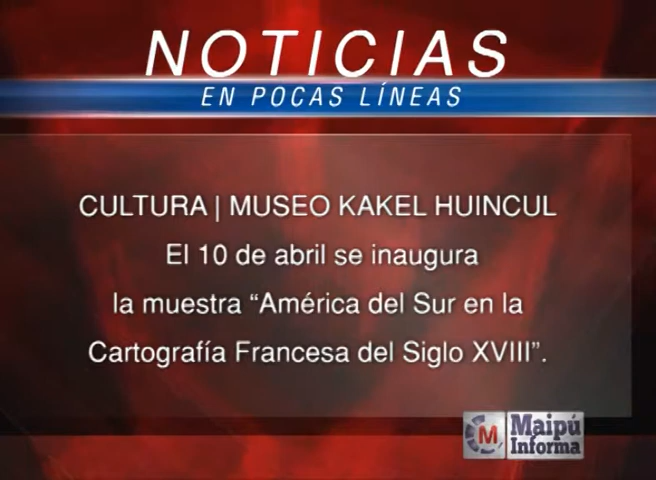 NOTICIAS
EN POCAS LÍNEAS
CULTURA | MUSEO KAKEL HUINCUL
El 10 de abril se inaugura
la muestra “América del Sur en la
Cartografía Francesa del Siglo XVIII”.
M
Maipú
Informa